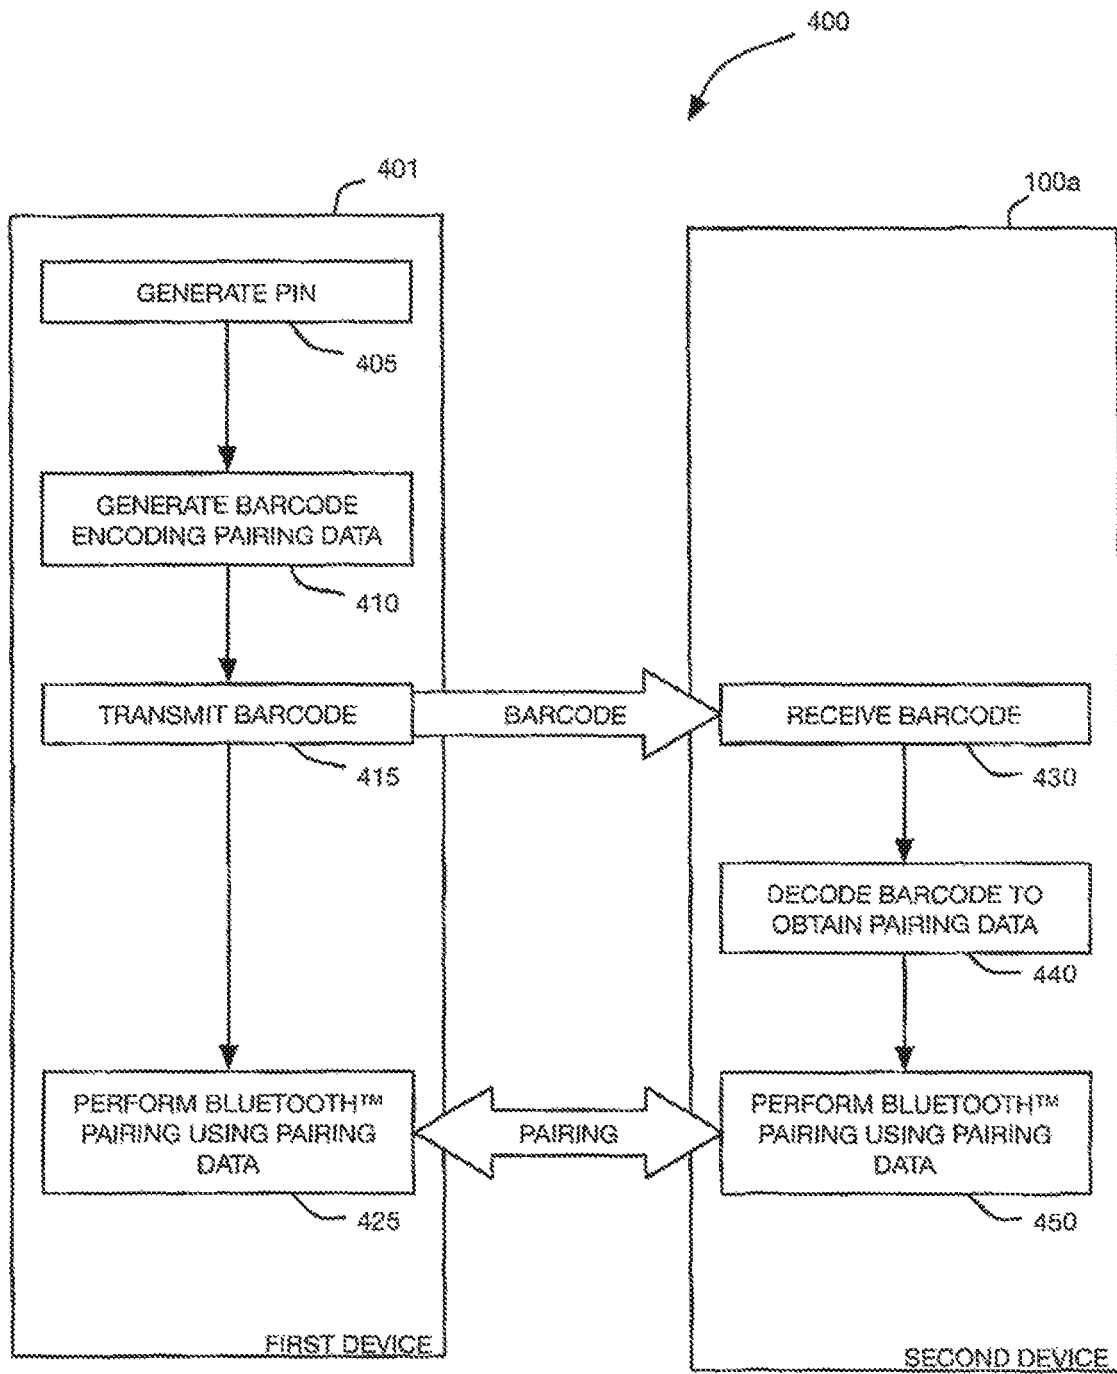 400
401
100a
GENERATE PIN
405
GENERATE BARCODE
ENCODING PAIRING DATA
410
TRANSMIT BARCODE
415
BARCODE
RECEIVE BARCODE
430
DECODE BARCODE TO
OBTAIN PAIRING DATA
440
PERFORM BLUETOOTH™
PAIRING USING PAIRING
DATA
425
PAIRING
PERFORM BLUETOOTH™
PAIRING USING PAIRING
DATA
450
FIRST DEVICE
SECOND DEVICE